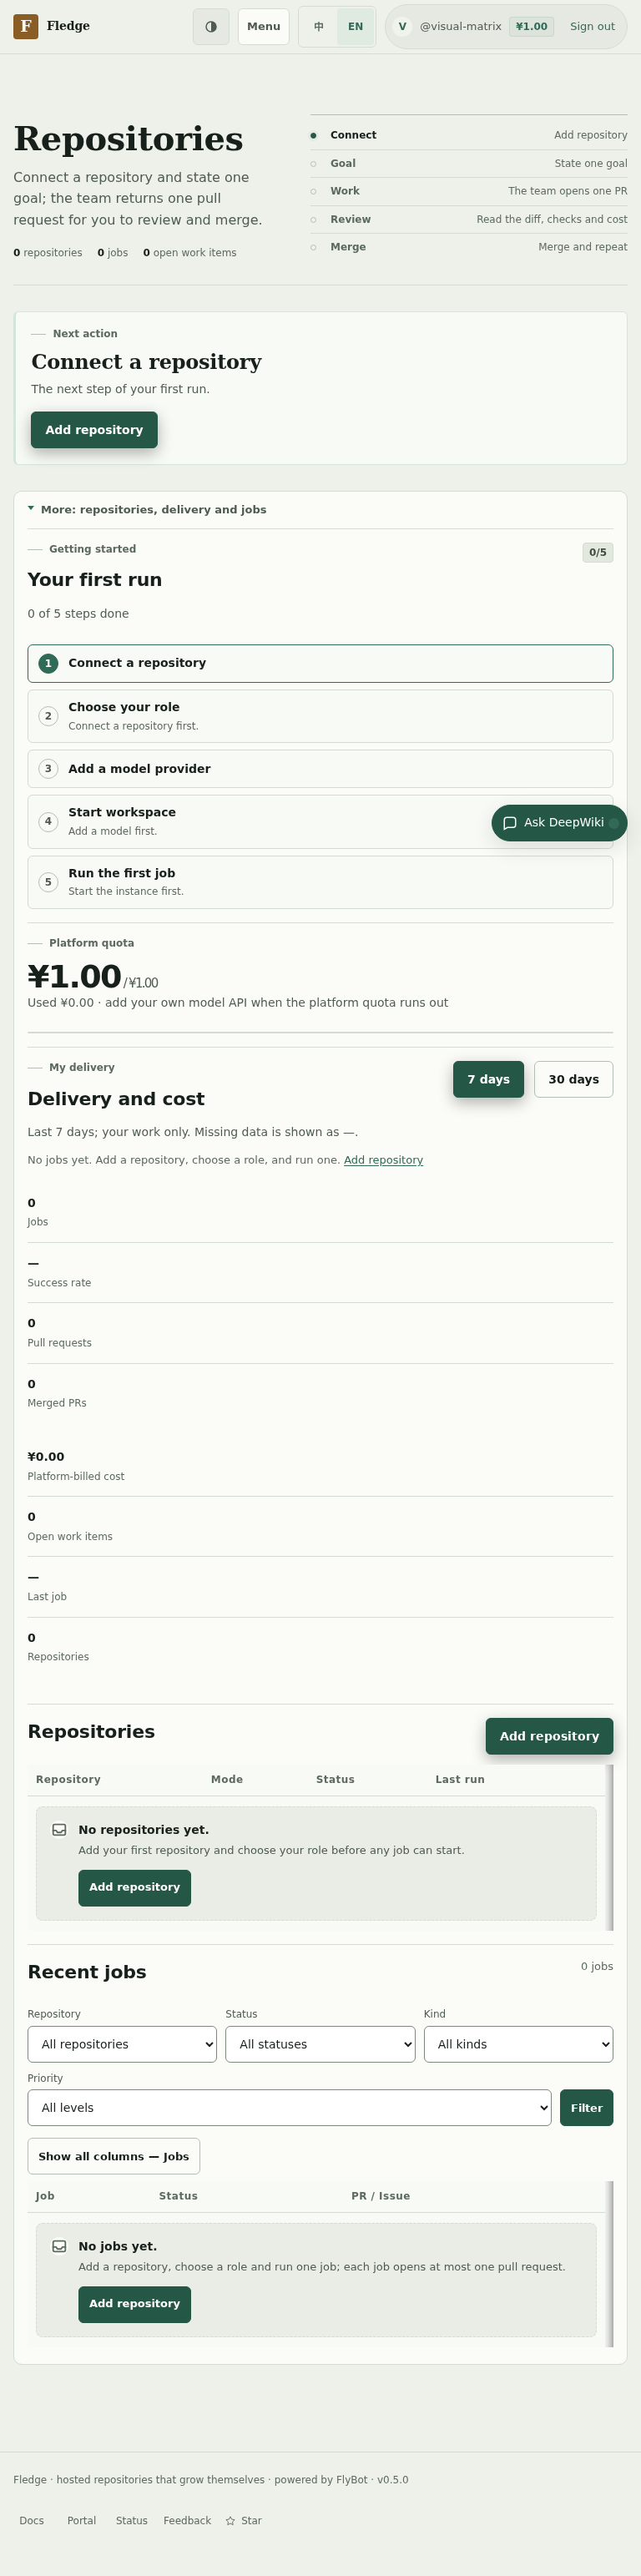 F Fledge
Menu
中 EN
V @visual-matrix ¥1.00 Sign out
Repositories
Connect a repository and state one
goal; the team returns one pull
request for you to review and merge.
0 repositories 0 jobs 0 open work items
Connect Add repository
Goal State one goal
Work The team opens one PR
Review Read the diff, checks and cost
Merge Merge and repeat
Next action
Connect a repository
The next step of your first run.
Add repository
More: repositories, delivery and jobs
Getting started 0/5
Your first run
0 of 5 steps done
1 Connect a repository
2 Choose your role
Connect a repository first.
3 Add a model provider
4 Start workspace
Add a model first.
Ask DeepWiki
5 Run the first job
Start the instance first.
Platform quota
¥1.00 / ¥1.00
Used ¥0.00 · add your own model API when the platform quota runs out
My delivery
Delivery and cost
7 days 30 days
Last 7 days; your work only. Missing data is shown as —.
No jobs yet. Add a repository, choose a role, and run one. Add repository
0
Jobs
—
Success rate
0
Pull requests
0
Merged PRs
¥0.00
Platform-billed cost
0
Open work items
—
Last job
0
Repositories
Repositories Add repository
Repository Mode Status Last run
No repositories yet.
Add your first repository and choose your role before any job can start.
Add repository
Recent jobs 0 jobs
Repository Status Kind
All repositories All statuses All kinds
Priority
All levels Filter
Show all columns — Jobs
Job Status PR / Issue
No jobs yet.
Add a repository, choose a role and run one job; each job opens at most one pull request.
Add repository
Fledge · hosted repositories that grow themselves · powered by FlyBot · v0.5.0
Docs Portal Status Feedback Star